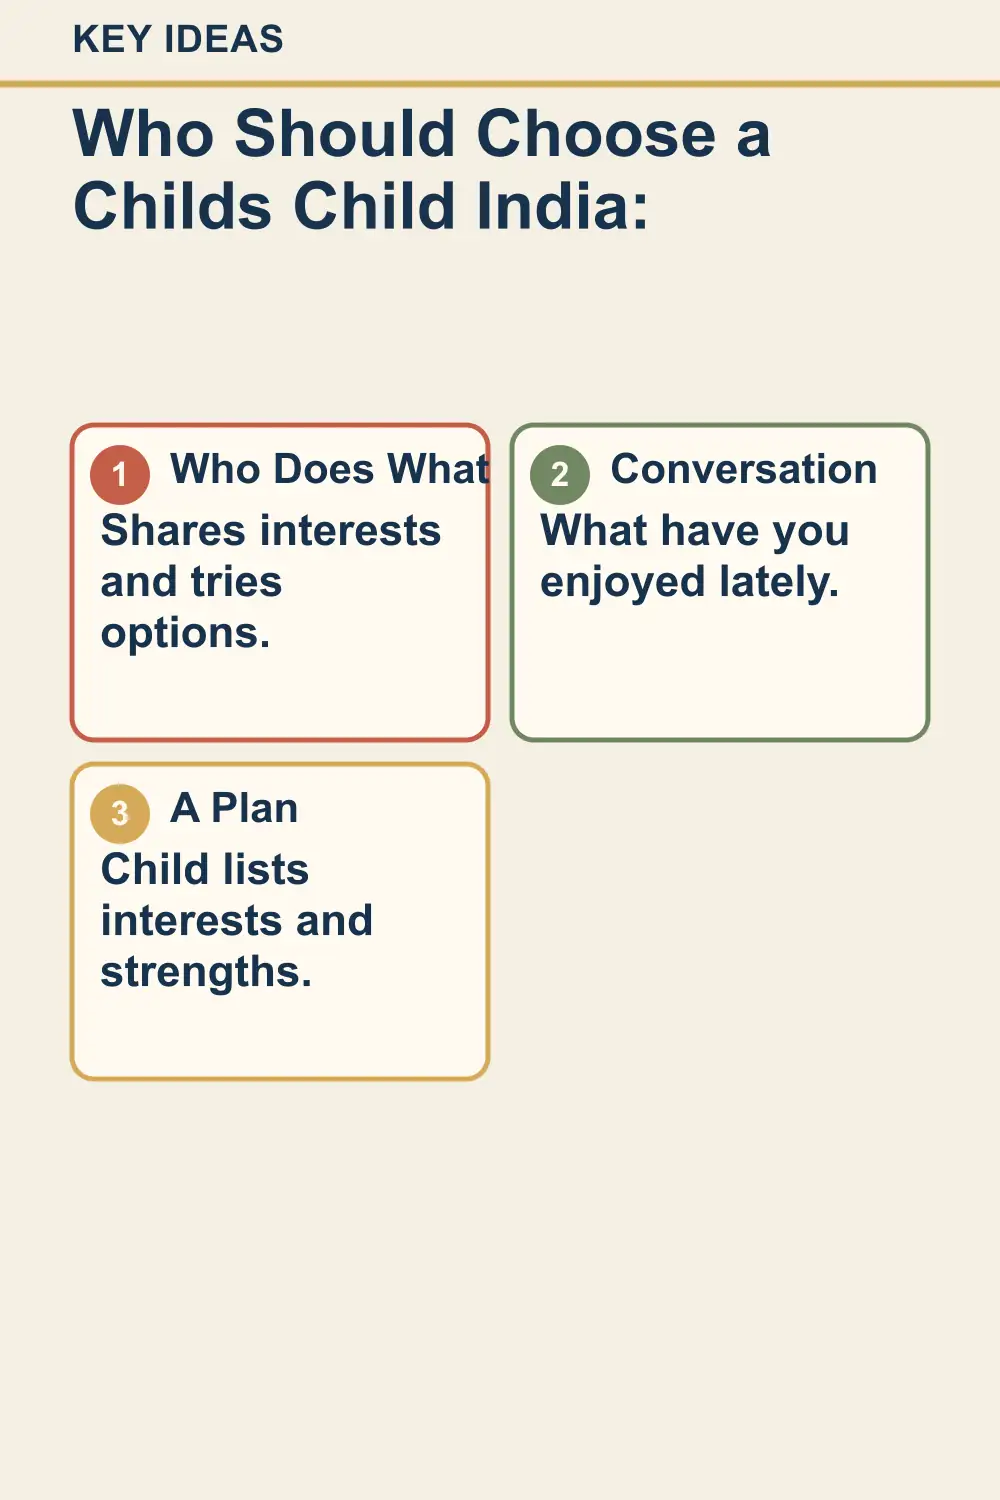 KEY IDEAS
Who Should Choose a
Childs Child India:
1 Who Does What
Shares interests
and tries
options.
2 Conversation
What have you
enjoyed lately.
3 A Plan
Child lists
interests and
strengths.